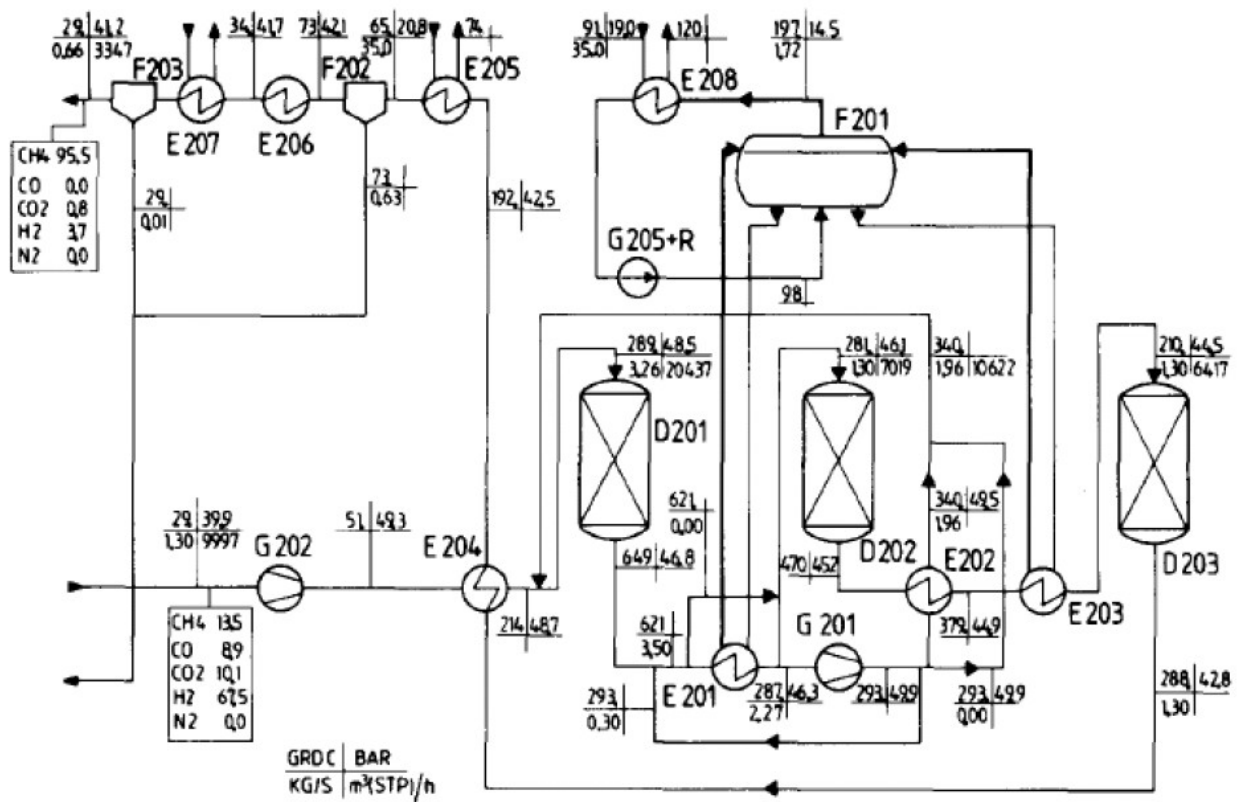 29, 41,2
0,66 3347
34, 41,7
73, 42,1
65, 20,8
35,0
74
91, 19,0
35,0
120
197, 14,5
1,72
F203
F202
E205
E208
F201
E207
E206
CH4 95,5
CO 0,0
CO2 0,8
H2 3,7
N2 0,0
29,
0,01
73,
0,63
192, 42,5
G205+R
98
289, 48,5
3,26 20437
281, 46,1
1,30 7019
340,
1,96 10622
210, 44,5
1,30 6417
D201
621,
0,00
340, 49,5
1,96
29, 39,9
1,30 9997
51, 49,3
G202
E204
649 46,8
470 45,2
D202
E202
D203
E203
CH4 13,5
CO 8,9
CO2 10,1
H2 67,5
N2 0,0
214 48,7
621
3,50
G201
379, 44,9
E201
293,
0,30
287, 46,3
2,27
293, 49,9
293, 49,9
0,00
288, 42,8
1,30
GRDC BAR
KG/S m³(STP)/h